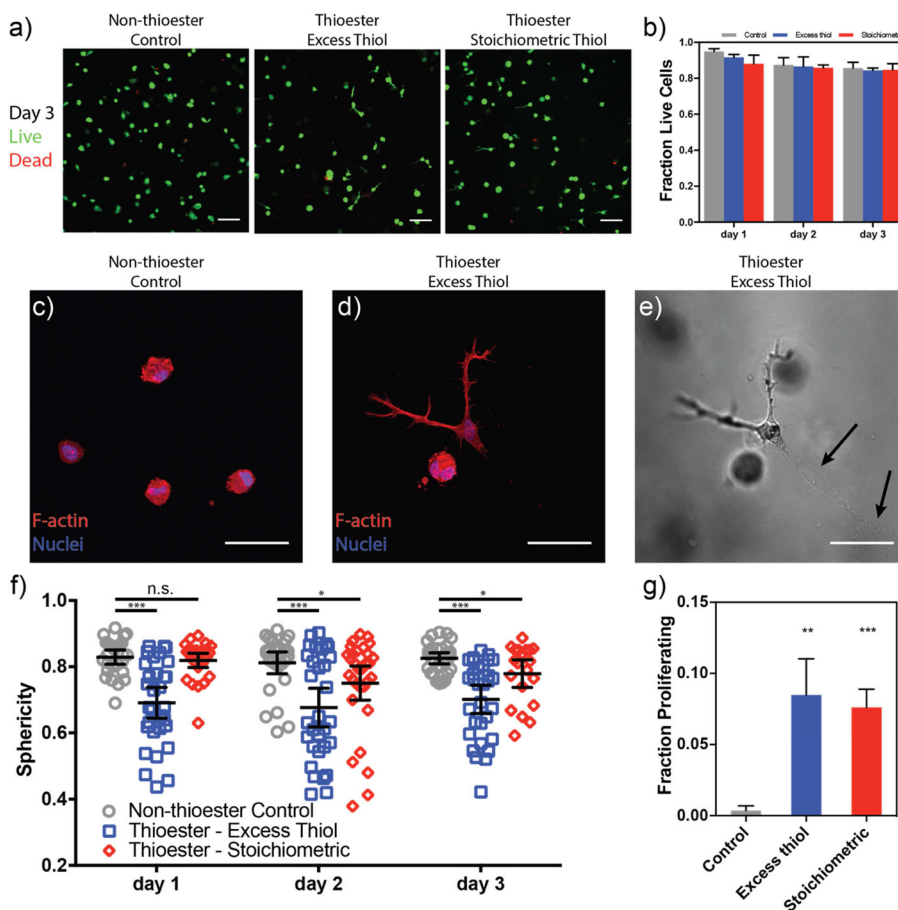 a)
Non-thioester
Control
Thioester
Excess Thiol
Thioester
Stoichiometric Thiol
Day 3
Live
Dead
b)
Control
Excess thiol
Fraction Live Cells
1.0
0.8
0.6
0.4
0.2
0.0
day 1
day 2
day 3
Non-thioester
Control
c)
F-actin
Nuclei
Thioester
Excess Thiol
d)
F-actin
Nuclei
Thioester
Excess Thiol
e)
f)
n.s.
***
*
***
*
***
Sphericity
1.0
0.8
0.6
0.4
0.2
Non-thioester Control
Thioester - Excess Thiol
Thioester - Stoichiometric
day 1
day 2
day 3
g)
Fraction Proliferating
0.15
0.10
0.05
0.00
**
***
Control
Excess thiol
Stoichiometric